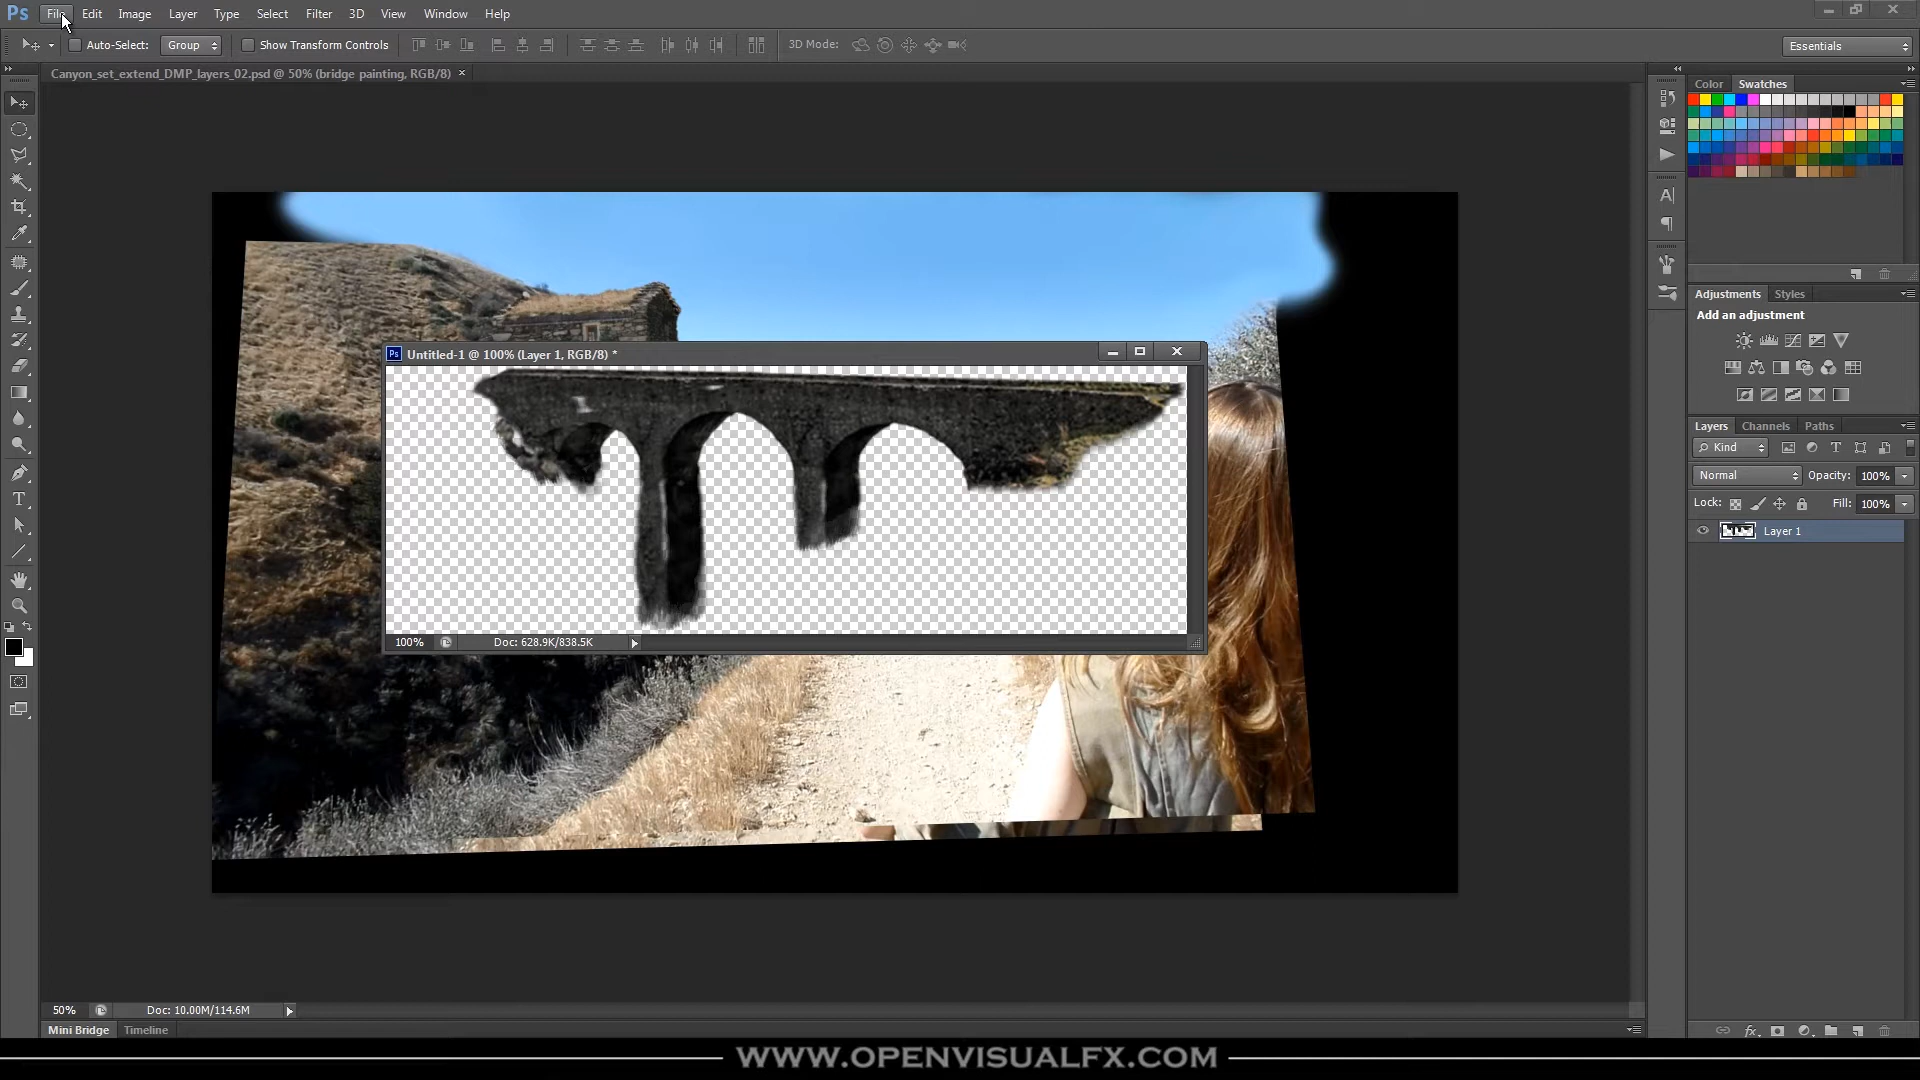 Ps File Edit Image Layer Type Select Filter 3D View Window Help
Auto-Select: Group Show Transform Controls 3D Mode: Essentials
Canyon_set_extend_DMP_layers_02.psd @ 50% (bridge painting, RGB/8) ×
Color Swatches
Adjustments Styles
Add an adjustment
Ps Untitled-1 @ 100% (Layer 1, RGB/8) *
Layers Channels Paths
Kind
Normal Opacity: 100%
Lock: Fill: 100%
Layer 1
100% Doc: 628.9K/838.5K
50% Doc: 10.00M/114.6M
Mini Bridge Timeline
WWW.OPENVISUALFX.COM